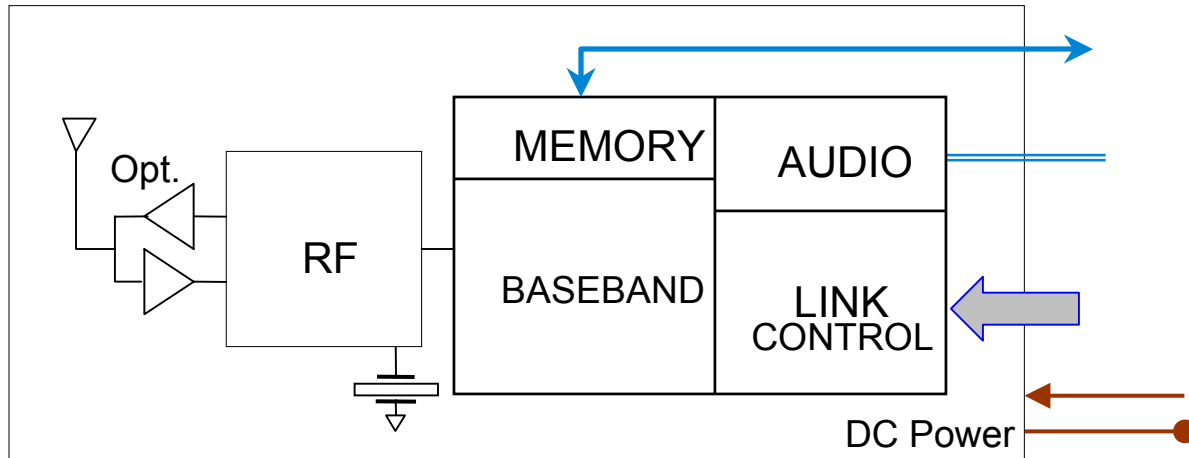 Opt.
RF
MEMORY
AUDIO
BASEBAND
LINK
CONTROL
DC Power